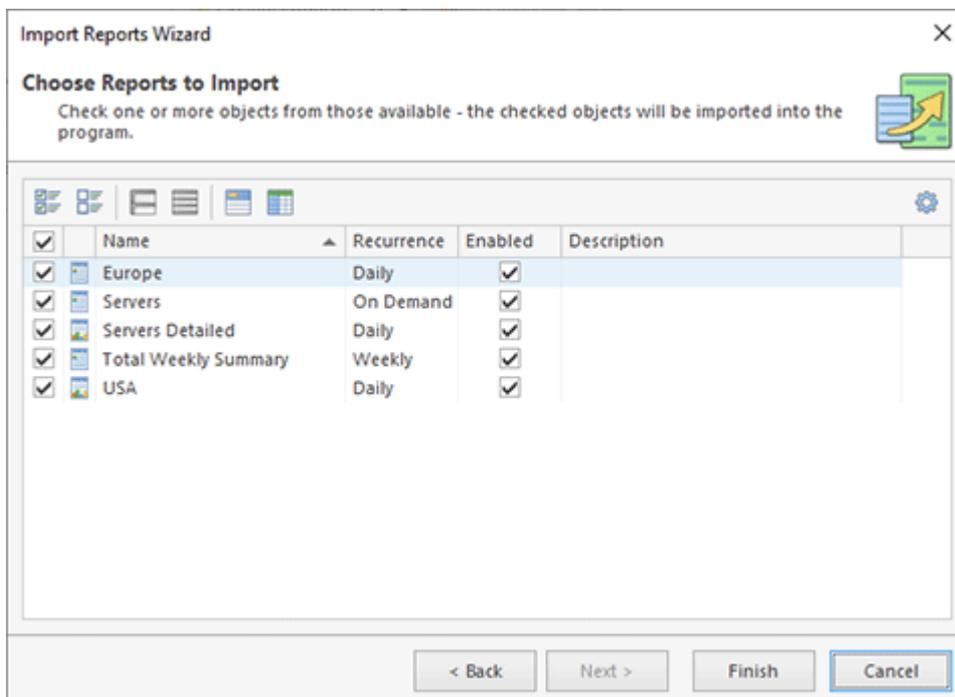 Import Reports Wizard
Choose Reports to Import
Check one or more objects from those available - the checked objects will be imported into the
program.
Name Recurrence Enabled Description
Europe Daily
Servers On Demand
Servers Detailed Daily
Total Weekly Summary Weekly
USA Daily
< Back Next > Finish Cancel